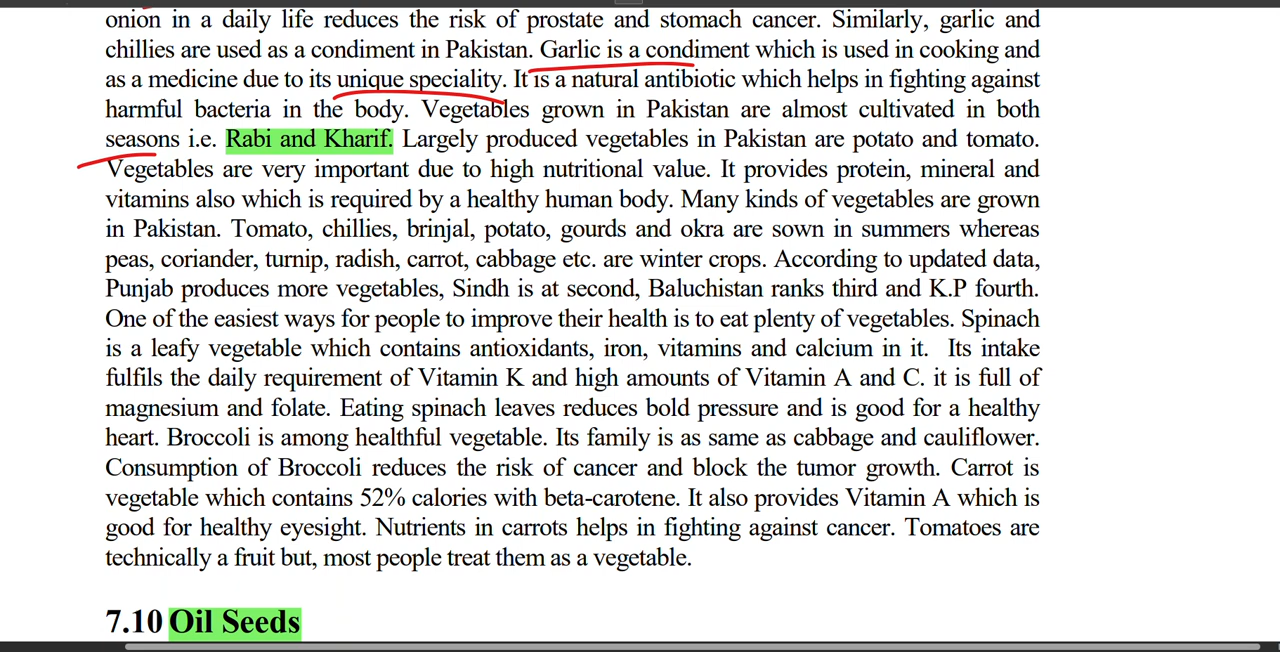 onion in a daily life reduces the risk of prostate and stomach cancer. Similarly, garlic and
chillies are used as a condiment in Pakistan. Garlic is a condiment which is used in cooking and
as a medicine due to its unique speciality. It is a natural antibiotic which helps in fighting against
harmful bacteria in the body. Vegetables grown in Pakistan are almost cultivated in both
seasons i.e. Rabi and Kharif. Largely produced vegetables in Pakistan are potato and tomato.
Vegetables are very important due to high nutritional value. It provides protein, mineral and
vitamins also which is required by a healthy human body. Many kinds of vegetables are grown
in Pakistan. Tomato, chillies, brinjal, potato, gourds and okra are sown in summers whereas
peas, coriander, turnip, radish, carrot, cabbage etc. are winter crops. According to updated data,
Punjab produces more vegetables, Sindh is at second, Baluchistan ranks third and K.P fourth.
One of the easiest ways for people to improve their health is to eat plenty of vegetables. Spinach
is a leafy vegetable which contains antioxidants, iron, vitamins and calcium in it.  Its intake
fulfils the daily requirement of Vitamin K and high amounts of Vitamin A and C. it is full of
magnesium and folate. Eating spinach leaves reduces bold pressure and is good for a healthy
heart. Broccoli is among healthful vegetable. Its family is as same as cabbage and cauliflower.
Consumption of Broccoli reduces the risk of cancer and block the tumor growth. Carrot is
vegetable which contains 52% calories with beta-carotene. It also provides Vitamin A which is
good for healthy eyesight. Nutrients in carrots helps in fighting against cancer. Tomatoes are
technically a fruit but, most people treat them as a vegetable.
7.10 Oil Seeds